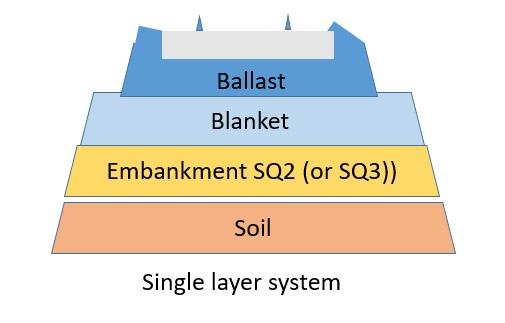 Ballast
Blanket
Embankment SQ2 (or SQ3))
Soil
Single layer system